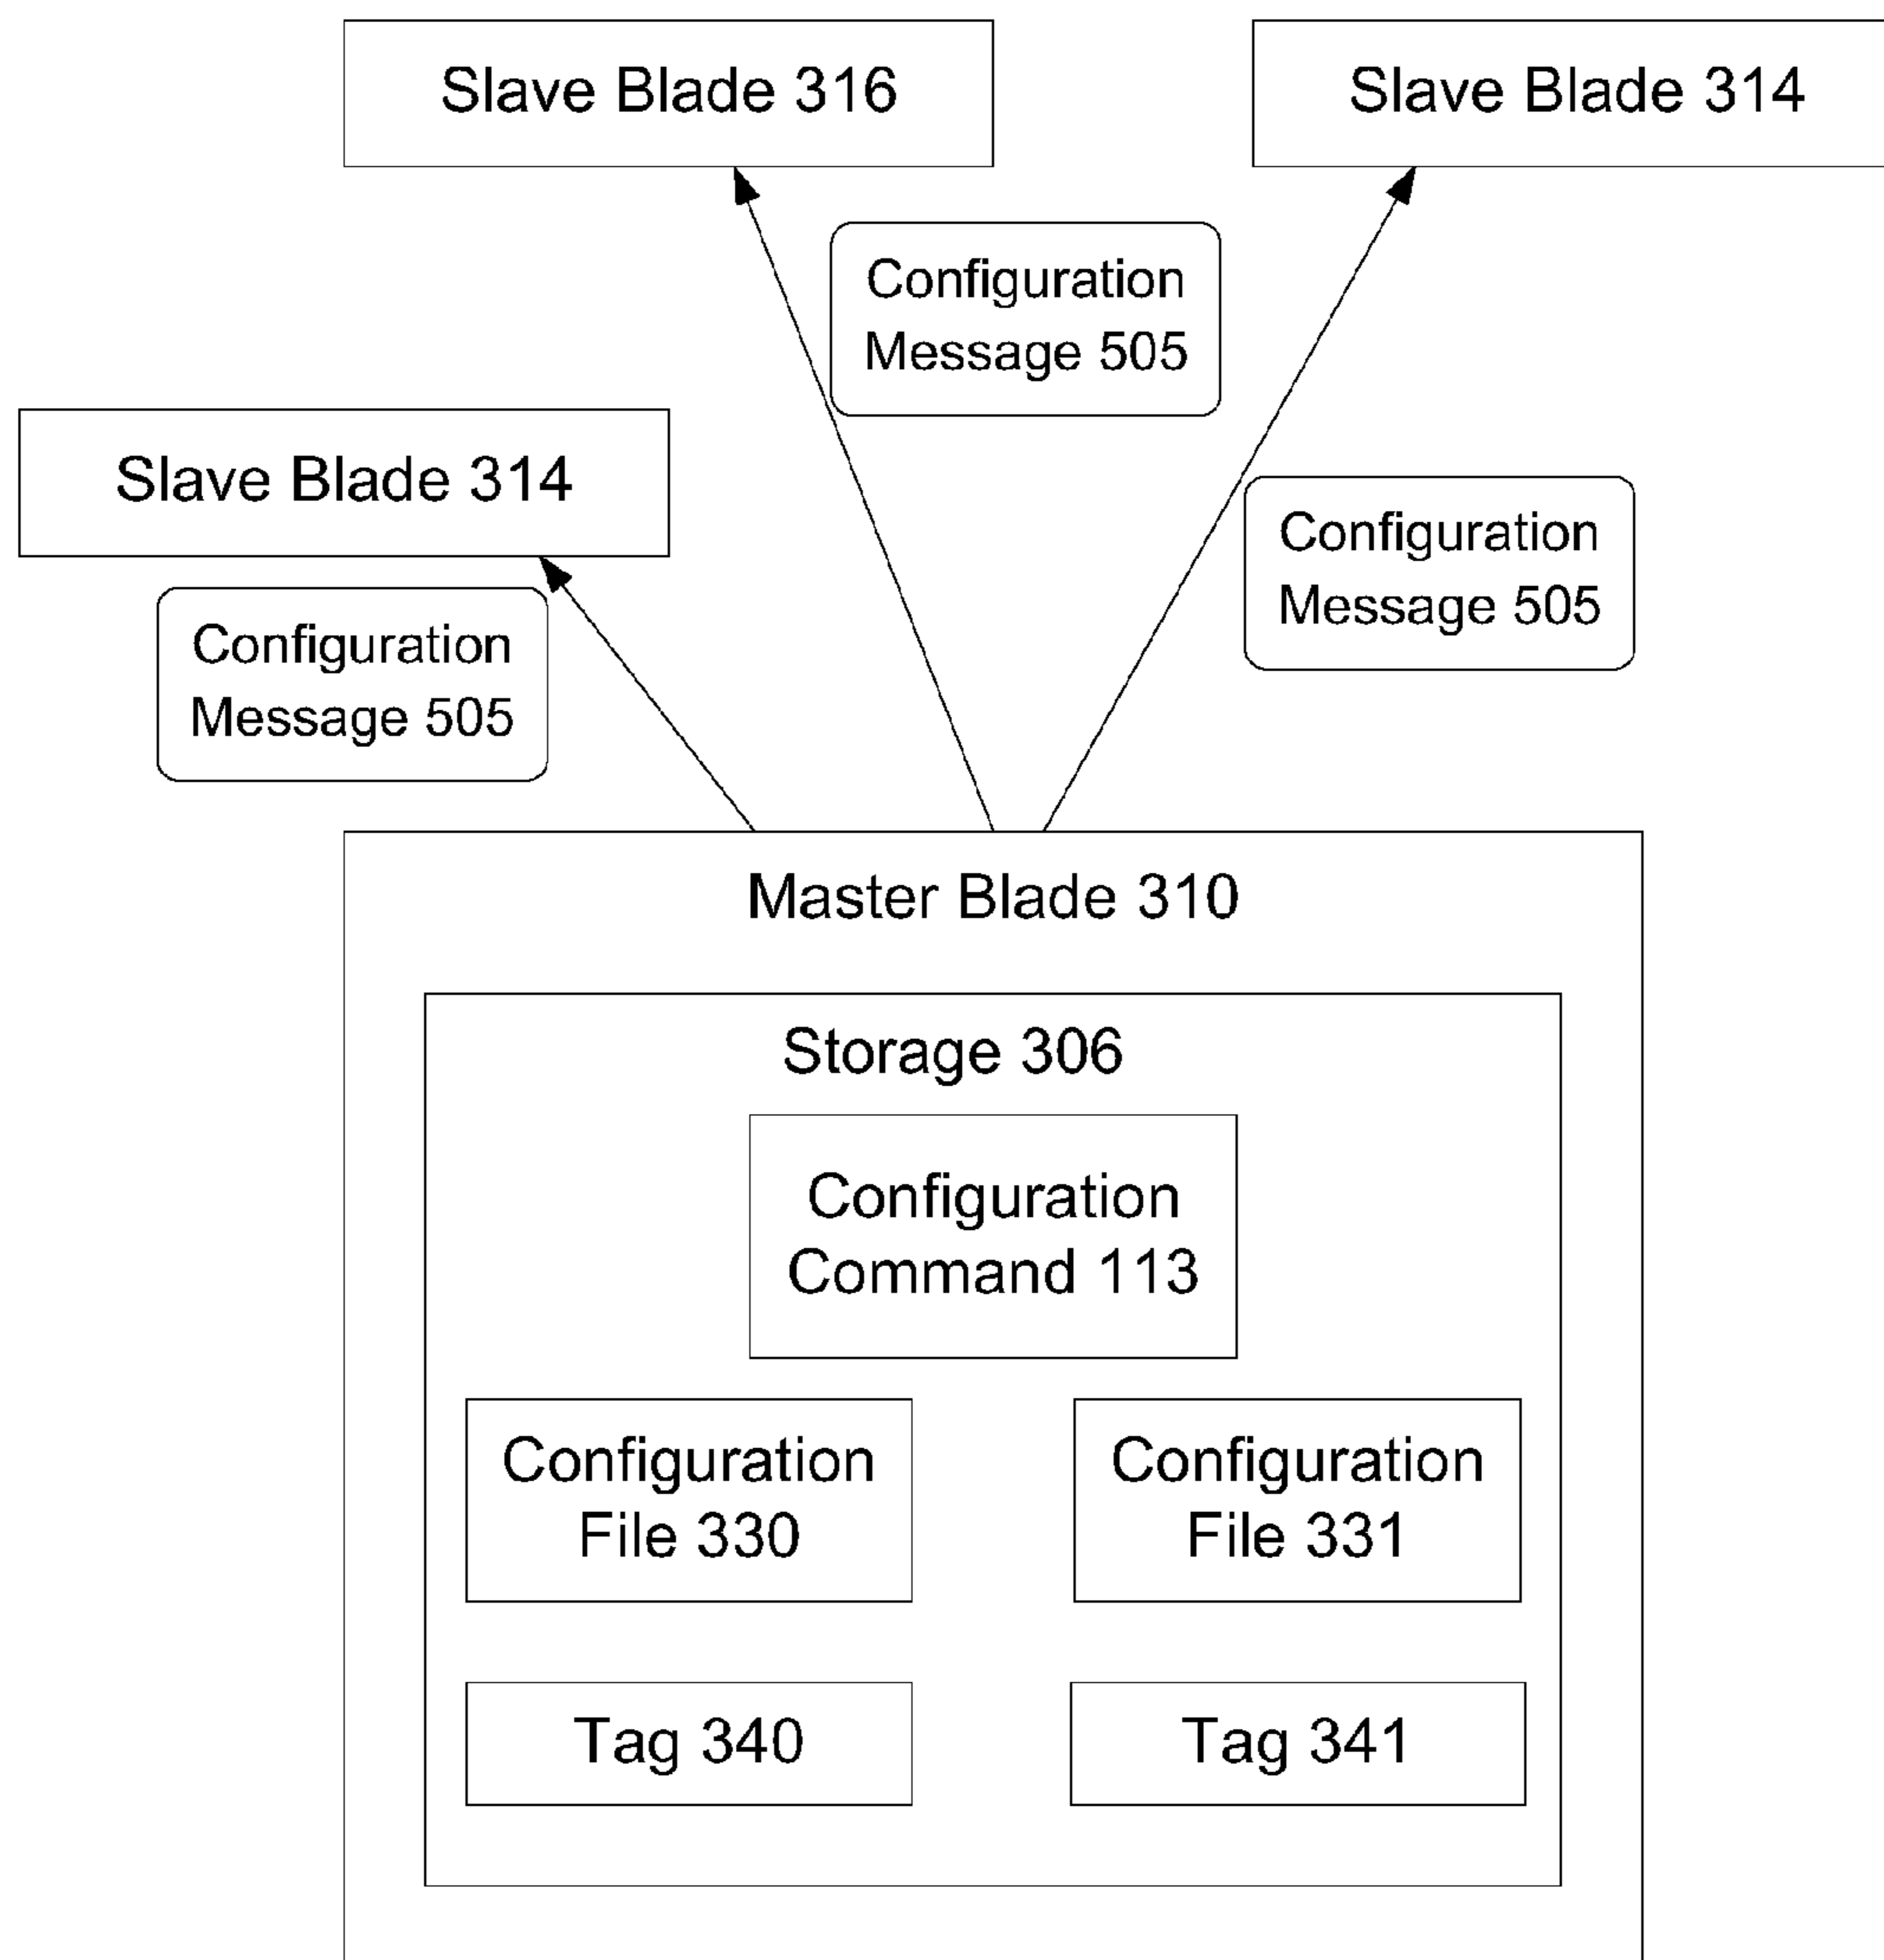 Slave Blade 316
Slave Blade 314
Configuration
Message 505
Slave Blade 314
Configuration
Message 505
Configuration
Message 505
Master Blade 310
Storage 306
Configuration
Command 113
Configuration
File 330
Configuration
File 331
Tag 340
Tag 341